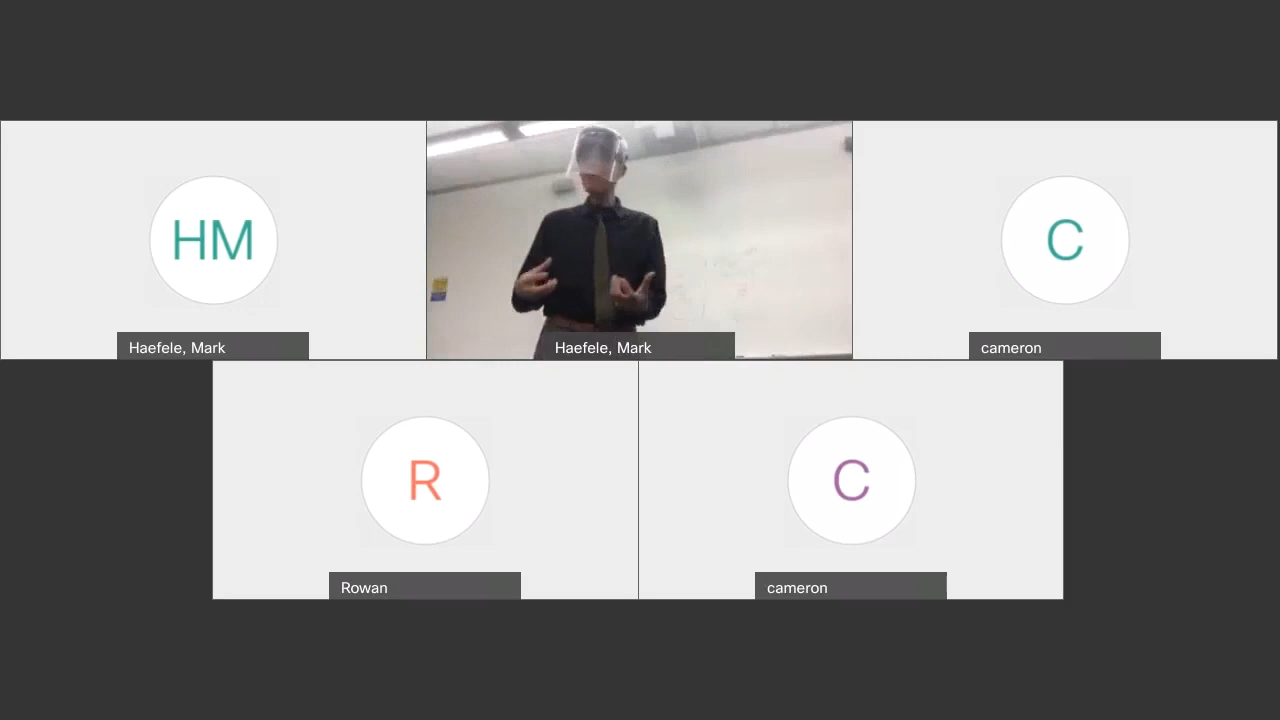 HM
C
Haefele, Mark
Haefele, Mark
cameron
R
C
Rowan
cameron